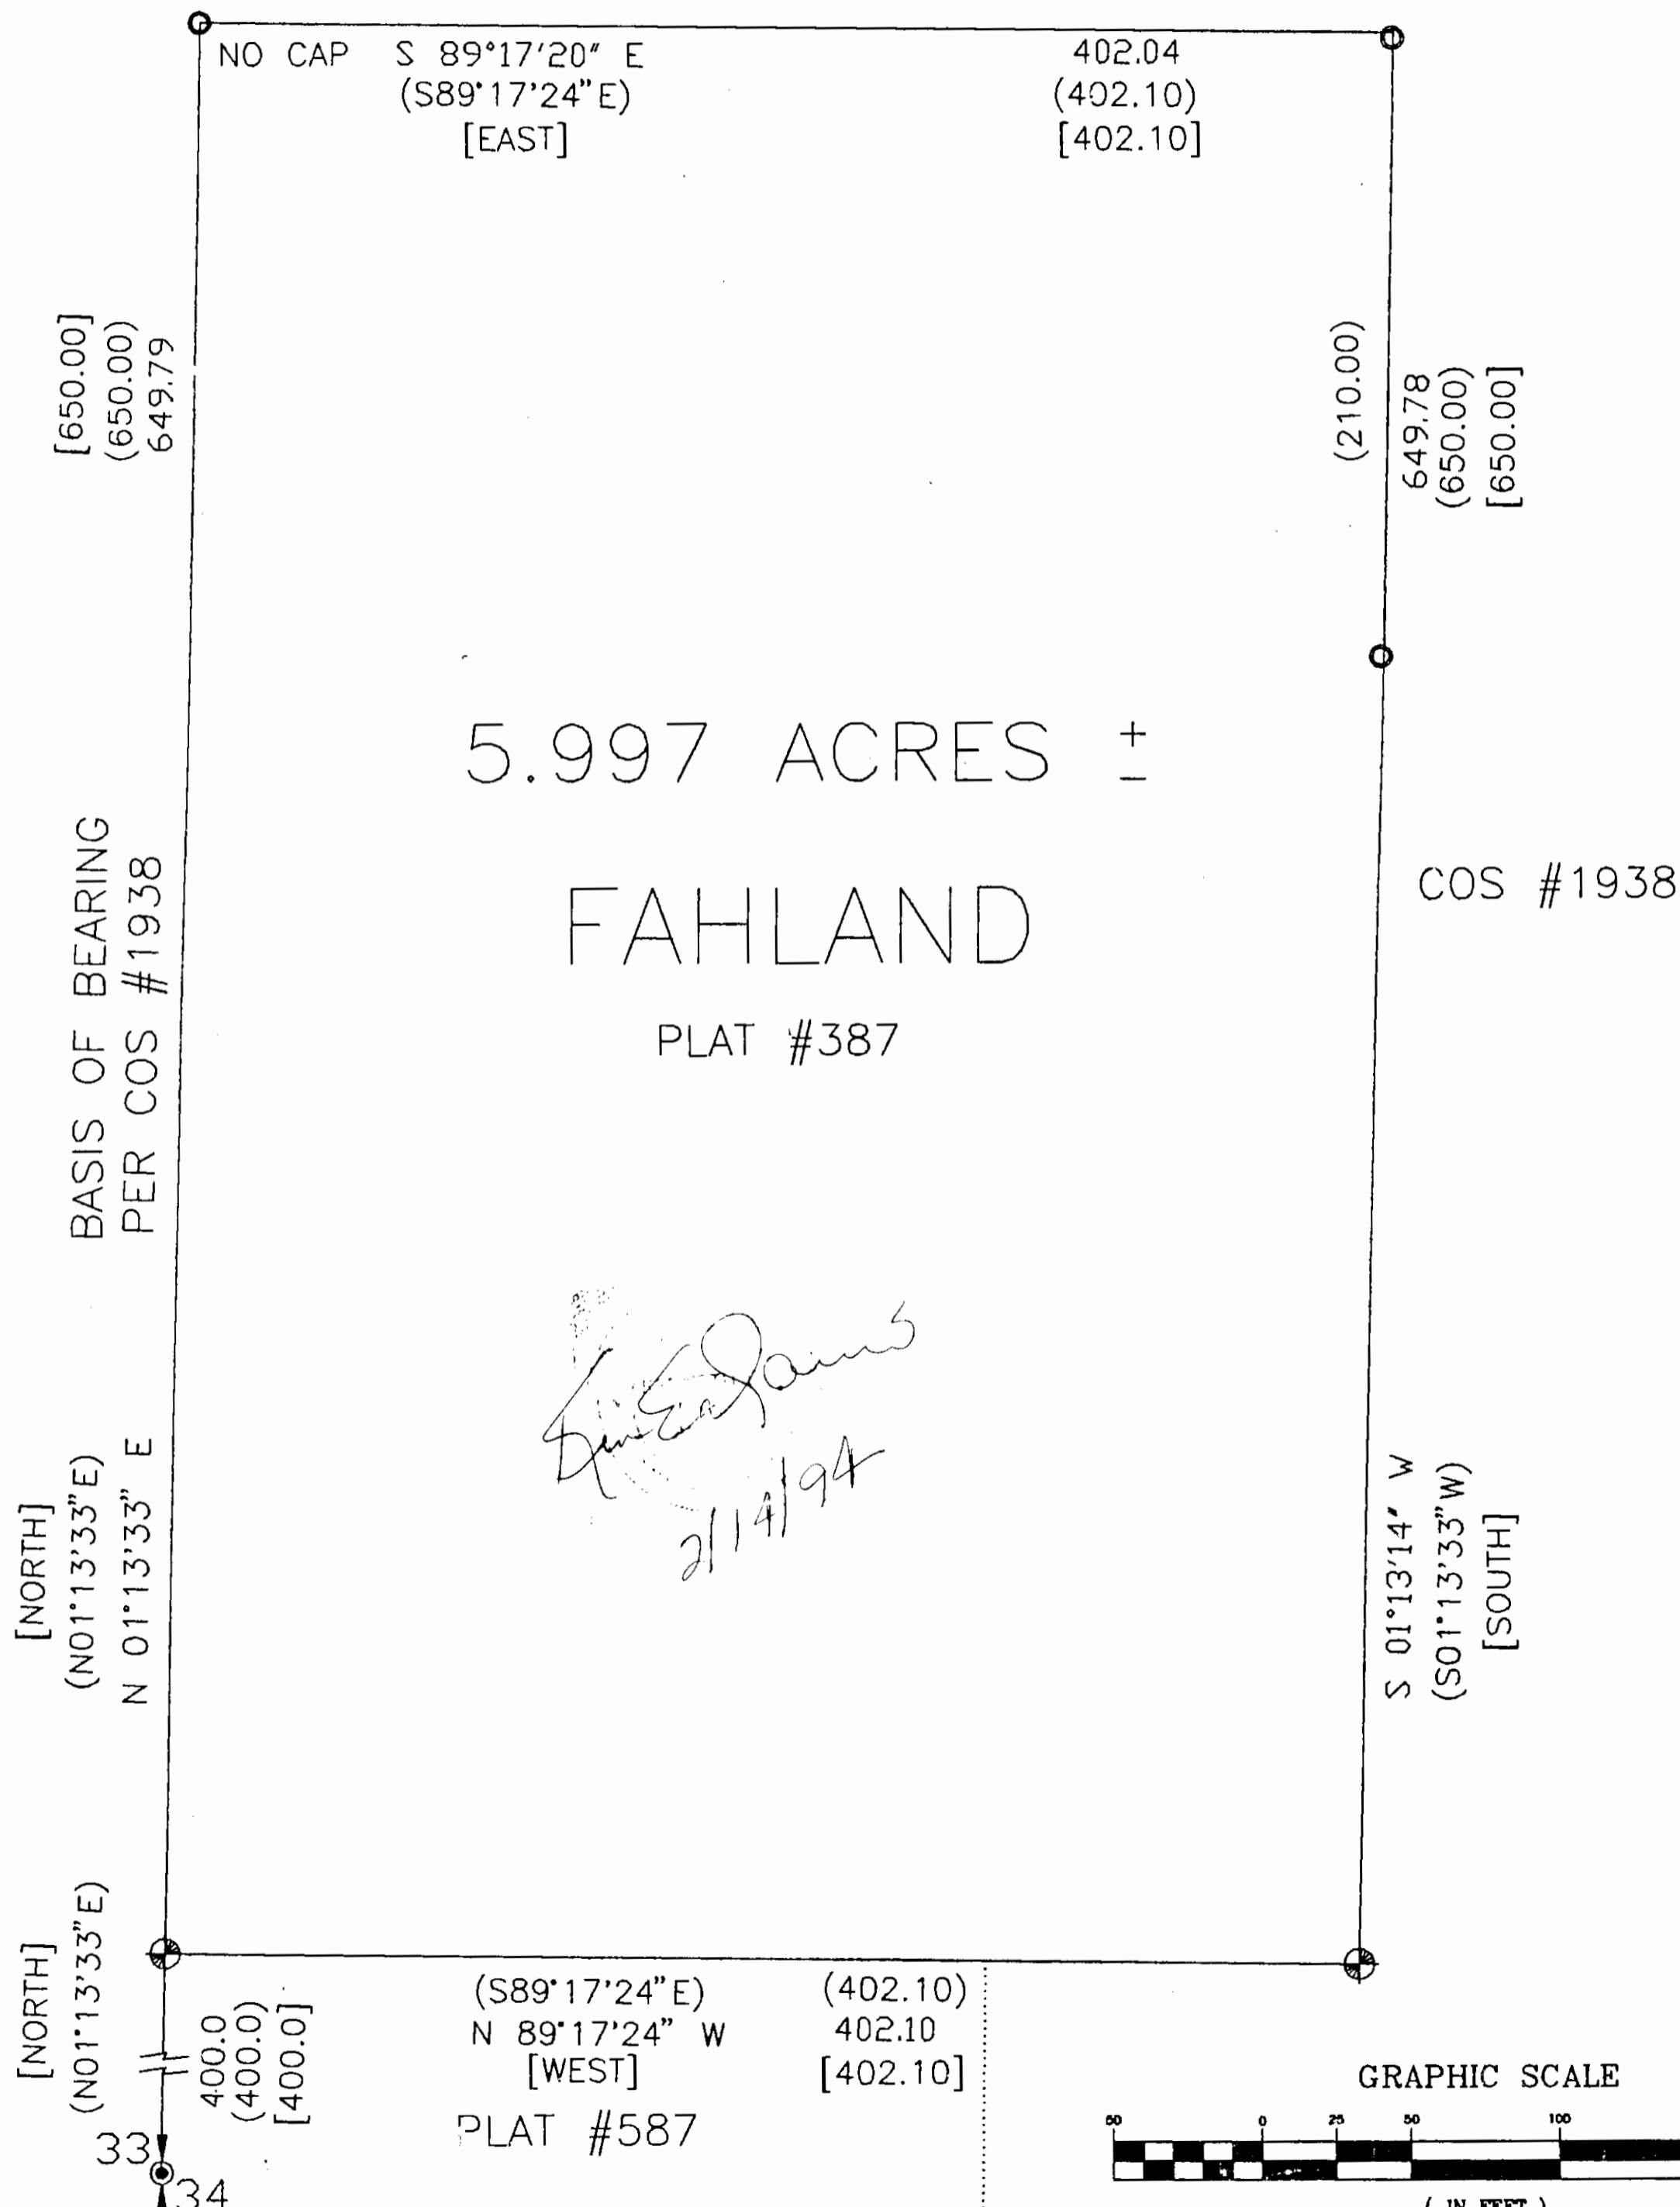 NO CAP S 89°17'20" E
(S89°17'24"E)
[EAST]
402.04
(402.10)
[402.10]
[650.00]
(650.00)
649.79
(210.00)
649.78
(650.00)
[650.00]
5.997 ACRES ±
FAHLAND
PLAT #387
BASIS OF BEARING
PER COS #1938
COS #1938
2/14/94
[NORTH]
(N01°13'33"E)
N 01°13'33" E
S 01°13'14" W
(S01°13'33"W)
[SOUTH]
[NORTH]
(N01°13'33"E)
400.0
(400.0)
[400.0]
(S89°17'24"E)
N 89°17'24" W
[WEST]
(402.10)
402.10
[402.10]
PLAT #587
33
34
GRAPHIC SCALE
50 0 25 50 100
( IN FEET )